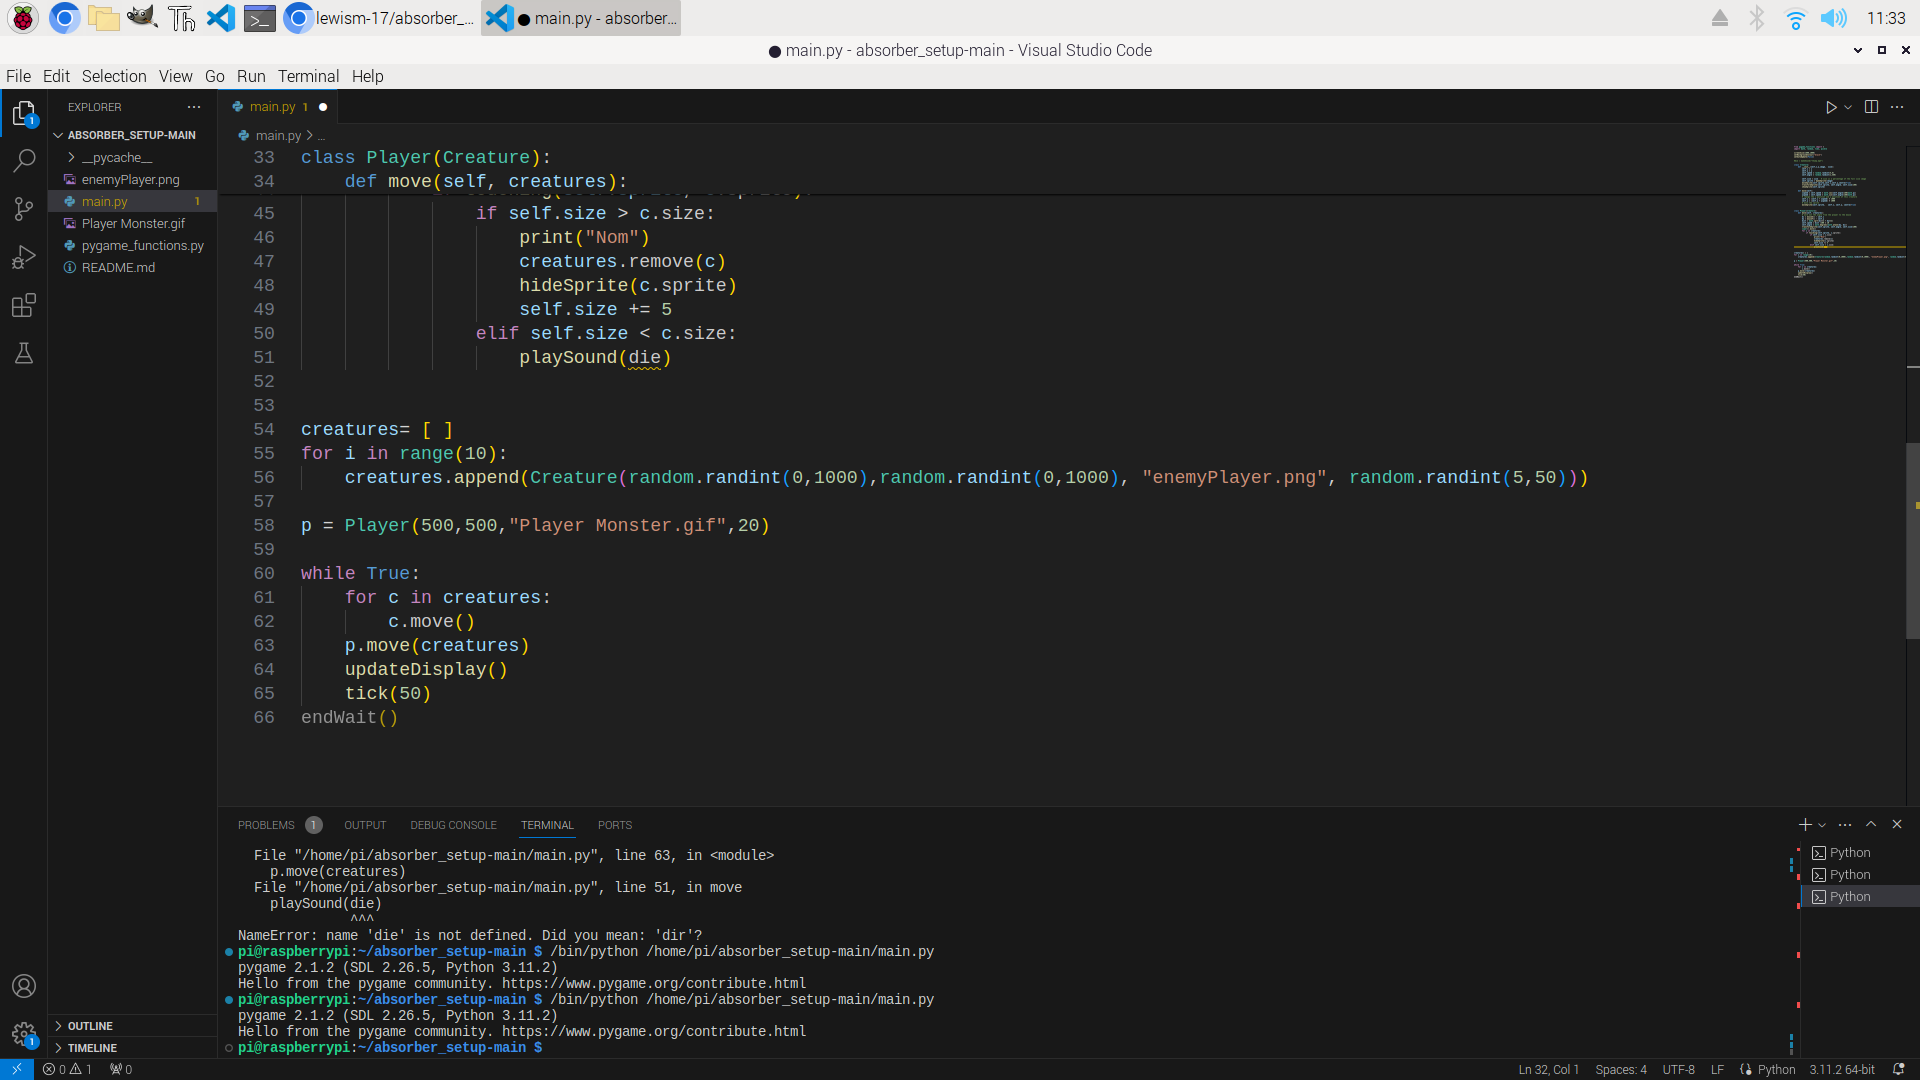 lewism-17/absorber_...
main.py - absorber...
11:33
main.py - absorber_setup-main - Visual Studio Code
File Edit Selection View Go Run Terminal Help
EXPLORER
ABSORBER_SETUP-MAIN
__pycache__
enemyPlayer.png
main.py 1
Player Monster.gif
pygame_functions.py
README.md
OUTLINE
TIMELINE
main.py 1
main.py > ...
33 class Player(Creature):
34 def move(self, creatures):
45 if self.size > c.size:
46 print("Nom")
47 creatures.remove(c)
48 hideSprite(c.sprite)
49 self.size += 5
50 elif self.size < c.size:
51 playSound(die)
52
53
54 creatures= [ ]
55 for i in range(10):
56 creatures.append(Creature(random.randint(0,1000),random.randint(0,1000), "enemyPlayer.png", random.randint(5,50)))
57
58 p = Player(500,500,"Player Monster.gif",20)
59
60 while True:
61 for c in creatures:
62 c.move()
63 p.move(creatures)
64 updateDisplay()
65 tick(50)
66 endWait()
PROBLEMS 1 OUTPUT DEBUG CONSOLE TERMINAL PORTS
File "/home/pi/absorber_setup-main/main.py", line 63, in <module>
p.move(creatures)
File "/home/pi/absorber_setup-main/main.py", line 51, in move
playSound(die)
^^^
NameError: name 'die' is not defined. Did you mean: 'dir'?
pi@raspberrypi:~/absorber_setup-main $ /bin/python /home/pi/absorber_setup-main/main.py
pygame 2.1.2 (SDL 2.26.5, Python 3.11.2)
Hello from the pygame community. https://www.pygame.org/contribute.html
pi@raspberrypi:~/absorber_setup-main $ /bin/python /home/pi/absorber_setup-main/main.py
pygame 2.1.2 (SDL 2.26.5, Python 3.11.2)
Hello from the pygame community. https://www.pygame.org/contribute.html
pi@raspberrypi:~/absorber_setup-main $
Python
Python
Python
0 1 0
Ln 32, Col 1 Spaces: 4 UTF-8 LF Python 3.11.2 64-bit